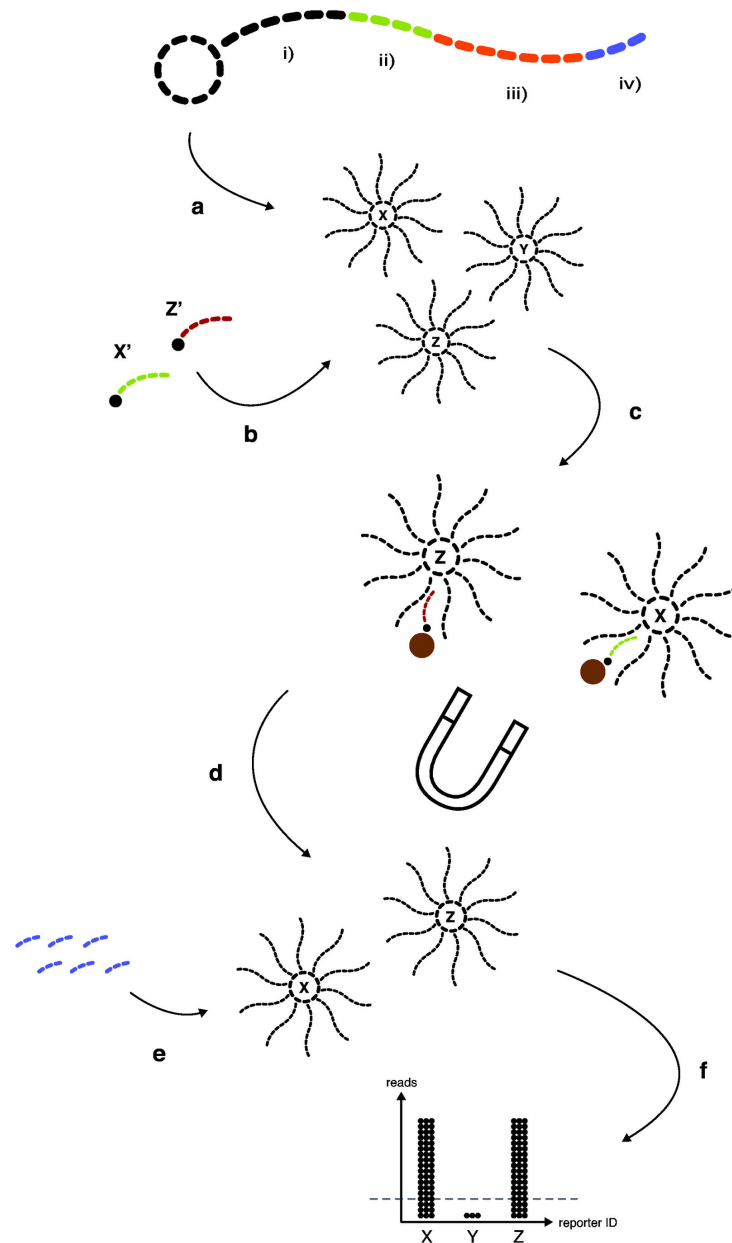 i)
ii)
iii)
iv)
a
X
Y
Z
Z’
X’
b
c
Z
X
d
Z
X
e
f
reads
reporter ID
X Y Z